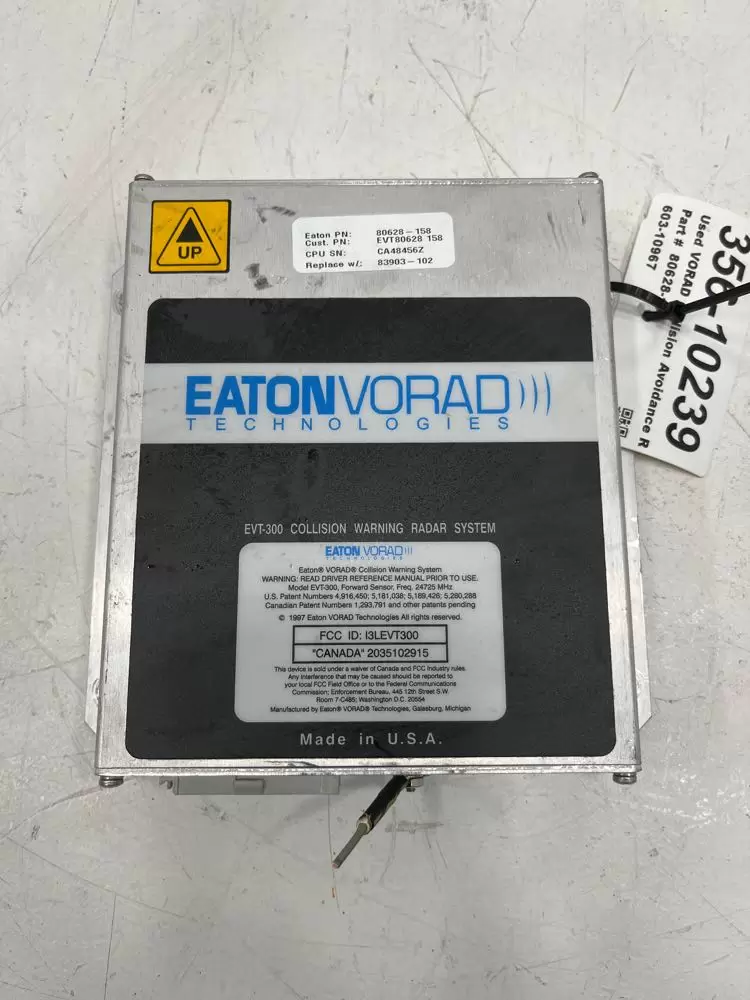 UP
Eaton PN: 80628-158
Cust. PN: EVT80628 158
CPU SN: CA48456Z
Replace w/: 83903-102
EATONVORAD
TECHNOLOGIES
EVT-300 COLLISION WARNING RADAR SYSTEM
EATON VORAD
TECHNOLOGIES
Eaton® VORAD® Collision Warning System
WARNING: READ DRIVER REFERENCE MANUAL PRIOR TO USE.
Model EVT-300, Forward Sensor, Freq. 24725 MHz
U.S. Patent Numbers 4,916,450; 5,181,038; 5,189,426; 5,280,288
Canadian Patent Numbers 1,293,791 and other patents pending
© 1997 Eaton VORAD Technologies All rights reserved.
FCC ID: I3LEVT300
"CANADA" 2035102915
This device is sold under a waiver of Canada and FCC Industry rules.
Any interference that may be caused should be reported to
your local FCC Field Office or to the Federal Communications
Commission; Enforcement Bureau, 445 12th Street S.W.
Room 7-C485; Washington D.C. 20554
Manufactured by Eaton® VORAD® Technologies, Galesburg, Michigan
Made in U.S.A.
356-10239
Used VORAD
Part # 80628- Avoidance R
603-10967